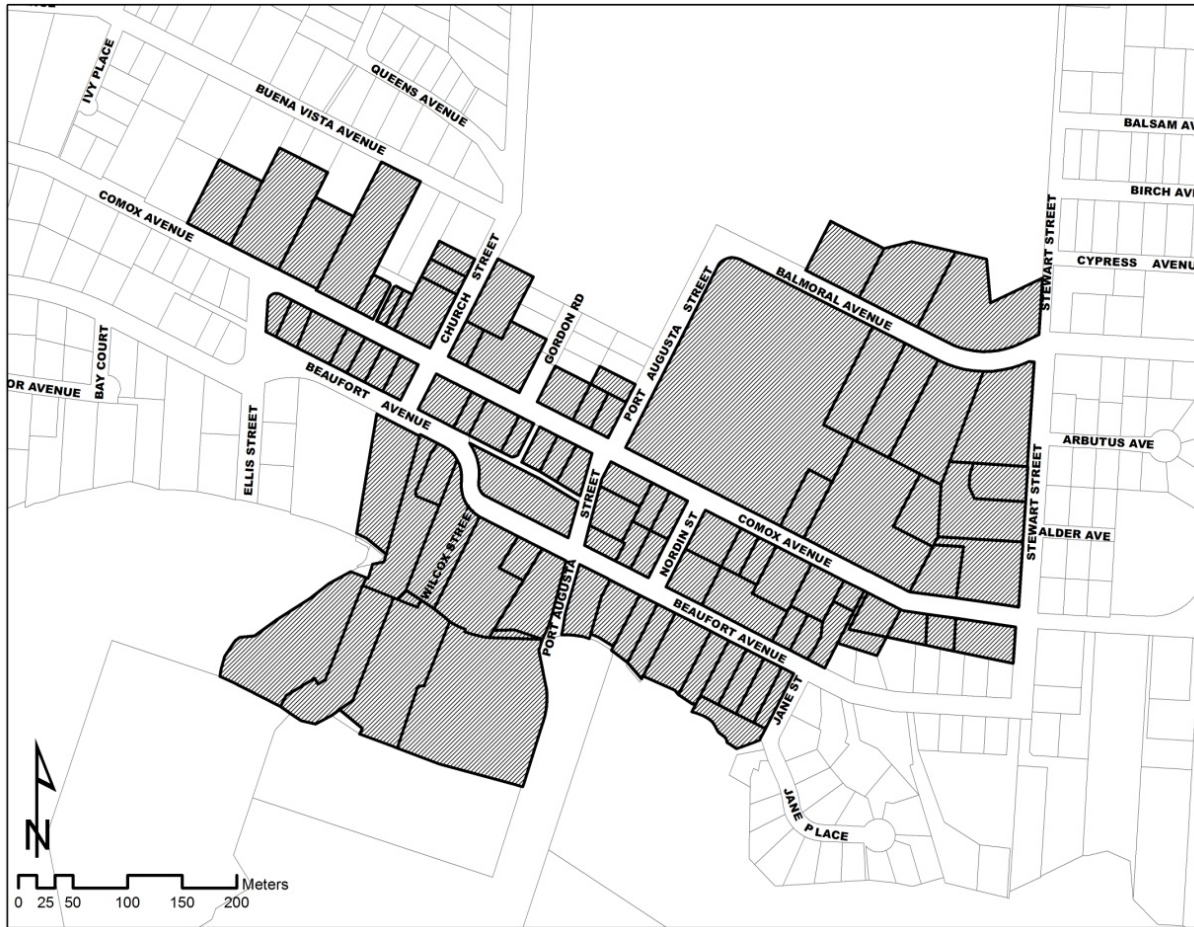 IVY PLACE
QUEENS AVENUE
BUENA VISTA AVENUE
BALSAM AV
BIRCH AV
COMOX AVENUE
CHURCH STREET
GORDON RD
PORT AUGUSTA STREET
BALMORAL AVENUE
STEWART STREET
CYPRESS AVENUE
OR AVENUE
BAY COURT
BEAUFORT AVENUE
ELLIS STREET
WILCOX STREE
STREET
PORT AUGUSTA
NORDIN ST
COMOX AVENUE
STEWART STREET
ARBUTUS AVE
ALDER AVE
BEAUFORT AVENUE
JANE ST
JANE PLACE
N
Meters
0 25 50 100 150 200